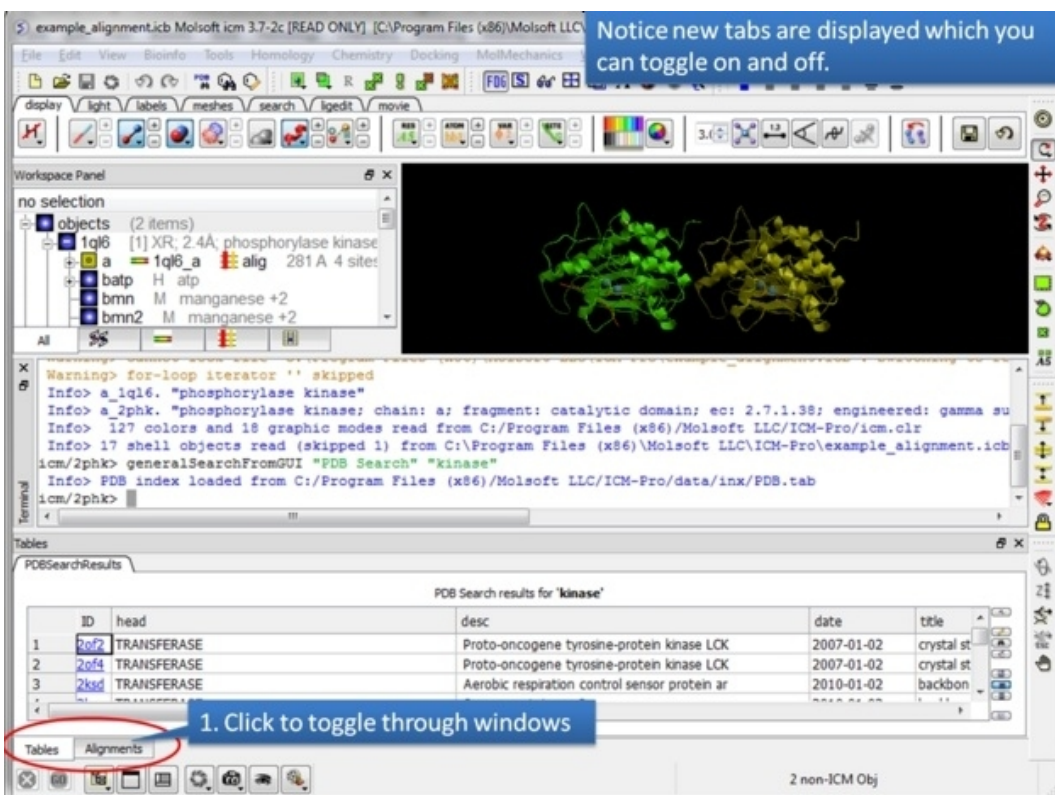 example_alignment.icb Molsoft icm 3.7-2c [READ ONLY] [C:\Program Files (x86)\Molsoft LLC\
Notice new tabs are displayed which you
can toggle on and off.
File Edit View Bioinfo Tools Homology Chemistry Docking MolMechanics
display light labels meshes search ligedit movie
Workspace Panel
no selection
objects (2 items)
1ql6 [1] XR; 2.4Å; phosphorylase kinase
a 1ql6_a alig 281 A 4 sites
batp H atp
bmn M manganese +2
bmn2 M manganese +2
All
Warning> for-loop iterator '' skipped
Info> a_1ql6. "phosphorylase kinase"
Info> a_2phk. "phosphorylase kinase; chain: a; fragment: catalytic domain; ec: 2.7.1.38; engineered: gamma su
Info> 127 colors and 18 graphic modes read from C:/Program Files (x86)/Molsoft LLC/ICM-Pro/icm.clr
Info> 17 shell objects read (skipped 1) from C:\Program Files (x86)\Molsoft LLC\ICM-Pro\example_alignment.icb
icm/2phk> generalSearchFromGUI "PDB Search" "kinase"
Info> PDB index loaded from C:/Program Files (x86)/Molsoft LLC/ICM-Pro/data/inx/PDB.tab
icm/2phk>
Terminal
Tables
PDBSearchResults
PDB Search results for 'kinase'
ID head desc date title
1 2of2 TRANSFERASE Proto-oncogene tyrosine-protein kinase LCK 2007-01-02 crystal st
2 2of4 TRANSFERASE Proto-oncogene tyrosine-protein kinase LCK 2007-01-02 crystal st
3 2ksd TRANSFERASE Aerobic respiration control sensor protein ar 2010-01-02 backbon
1. Click to toggle through windows
Tables Alignments
2 non-ICM Obj